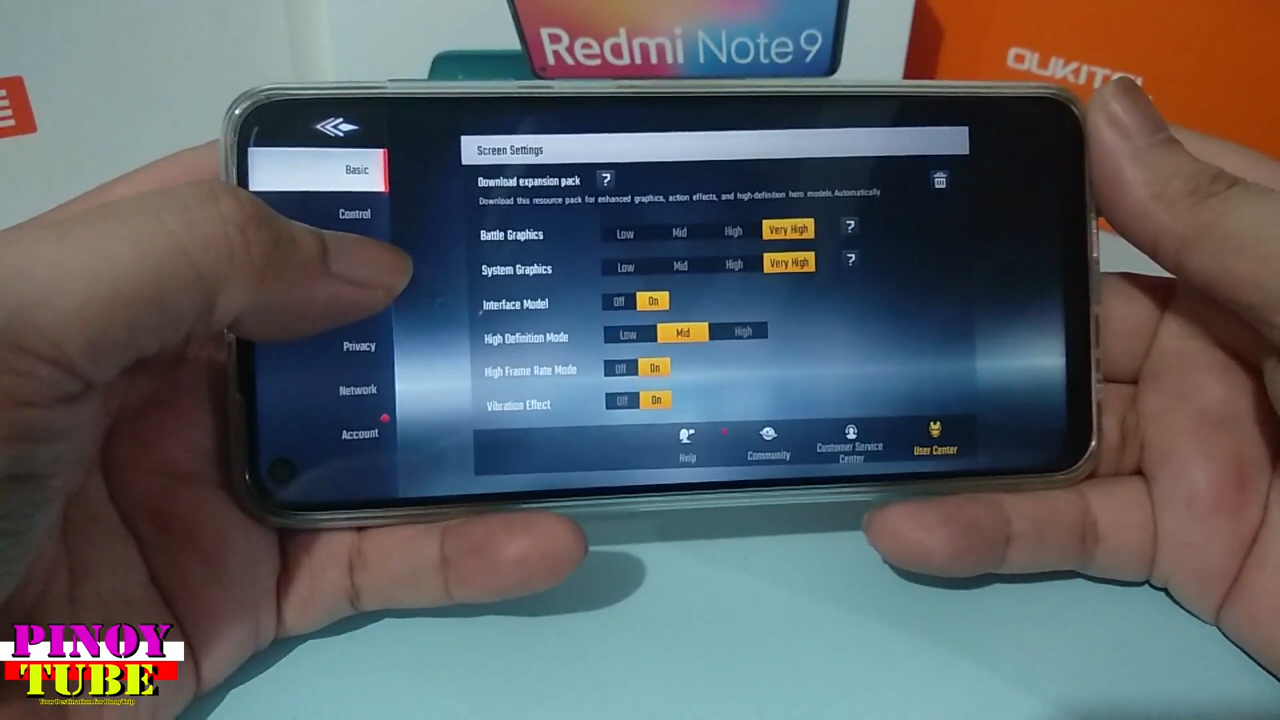 Redmi Note 9
OUKITEL
E
Basic
Control
Privacy
Network
Account
Screen Settings
Download expansion pack ?
Download this resource pack for enhanced graphics, action effects, and high-definition hero models. Automatically
Battle Graphics Low Mid High Very High ?
System Graphics Low Mid High Very High ?
Interface Model Off On
High Definition Mode Low Mid High
High Frame Rate Mode Off On
Vibration Effect Off On
Help
Community
Customer Service
Center
User Center
PINOY
TUBE